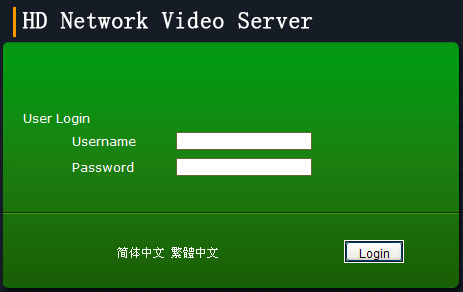 HD Network Video Server
User Login
Username
Password
简体中文 繁體中文
Login